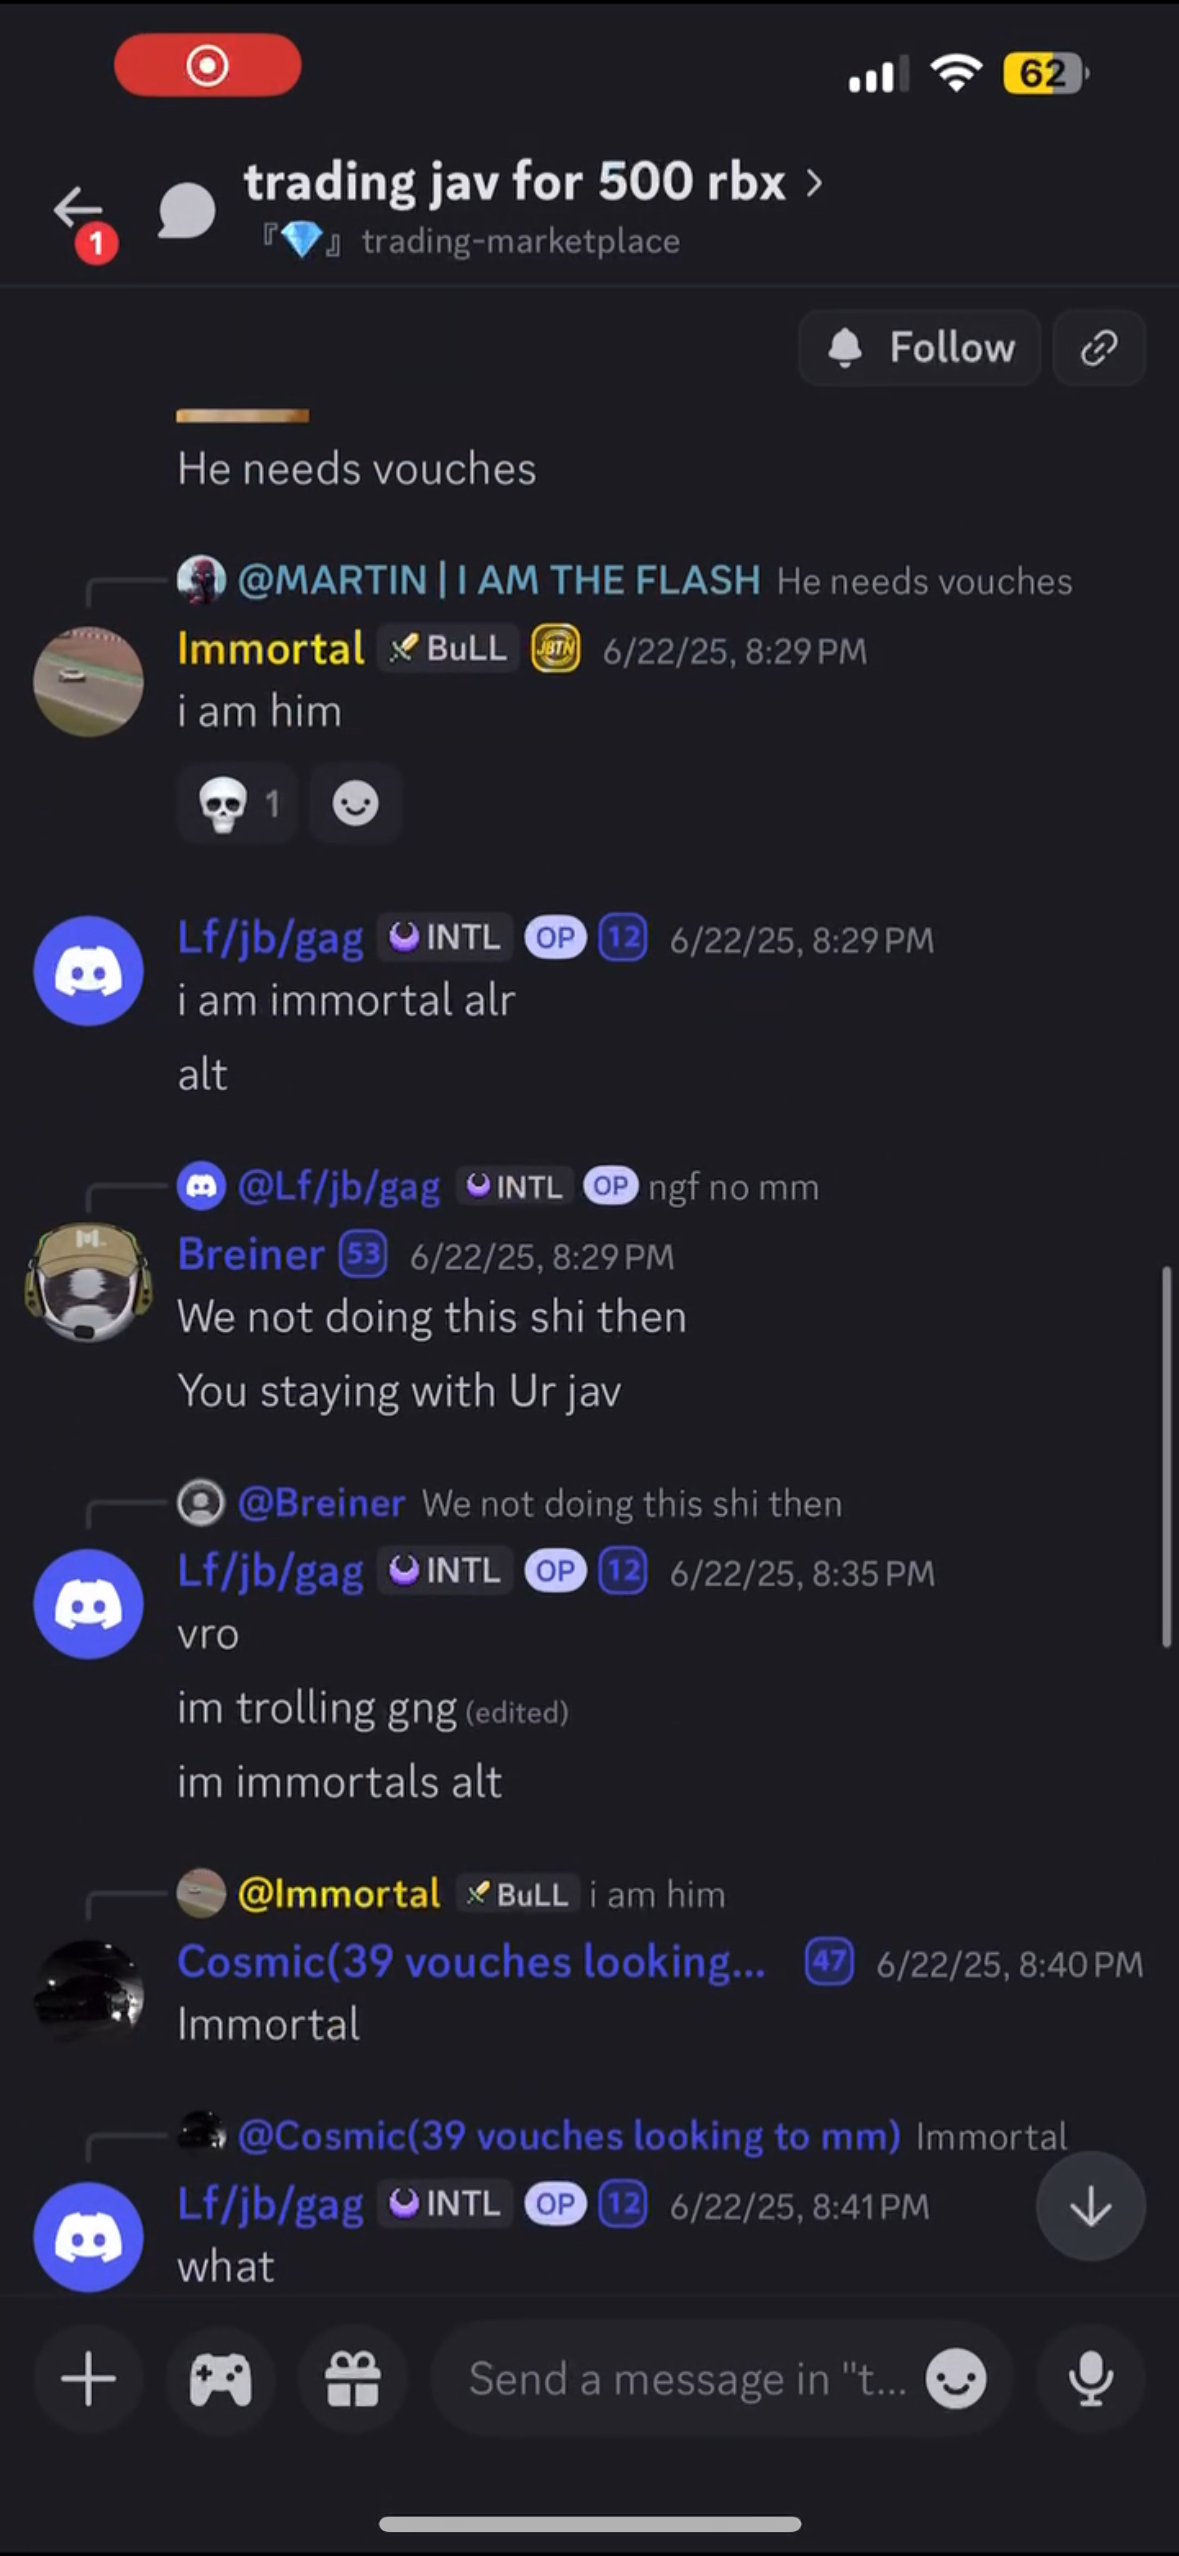 62
trading jav for 500 rbx
1
『💎』 trading-marketplace
Follow
He needs vouches
@MARTIN | I AM THE FLASH He needs vouches
Immortal BuLL JBTN 6/22/25, 8:29 PM
i am him
💀 1
Lf/jb/gag INTL OP 12 6/22/25, 8:29 PM
i am immortal alr
alt
@Lf/jb/gag INTL OP ngf no mm
Breiner 53 6/22/25, 8:29 PM
We not doing this shi then
You staying with Ur jav
@Breiner We not doing this shi then
Lf/jb/gag INTL OP 12 6/22/25, 8:35 PM
vro
im trolling gng (edited)
im immortals alt
@Immortal BuLL i am him
Cosmic(39 vouches looking... 47 6/22/25, 8:40 PM
Immortal
@Cosmic(39 vouches looking to mm) Immortal
Lf/jb/gag INTL OP 12 6/22/25, 8:41 PM
what
Send a message in "t...